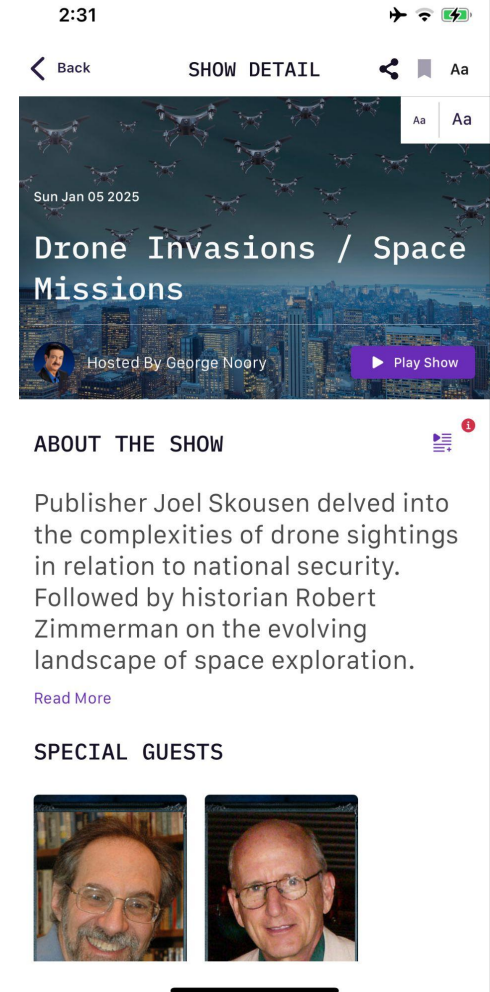 2:31
Back
SHOW DETAIL
Aa
Aa
Aa
Sun Jan 05 2025
Drone Invasions / Space
Missions
Hosted By George Noory
Play Show
ABOUT THE SHOW
i
Publisher Joel Skousen delved into
the complexities of drone sightings
in relation to national security.
Followed by historian Robert
Zimmerman on the evolving
landscape of space exploration.
Read More
SPECIAL GUESTS